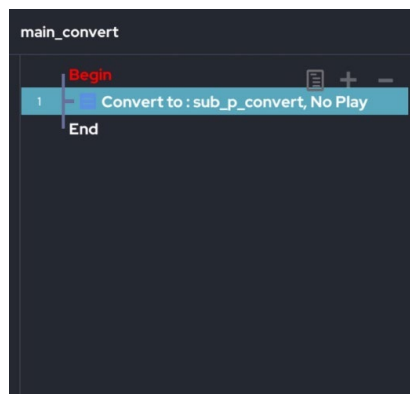 main_convert
Begin
1 Convert to : sub_p_convert, No Play
End